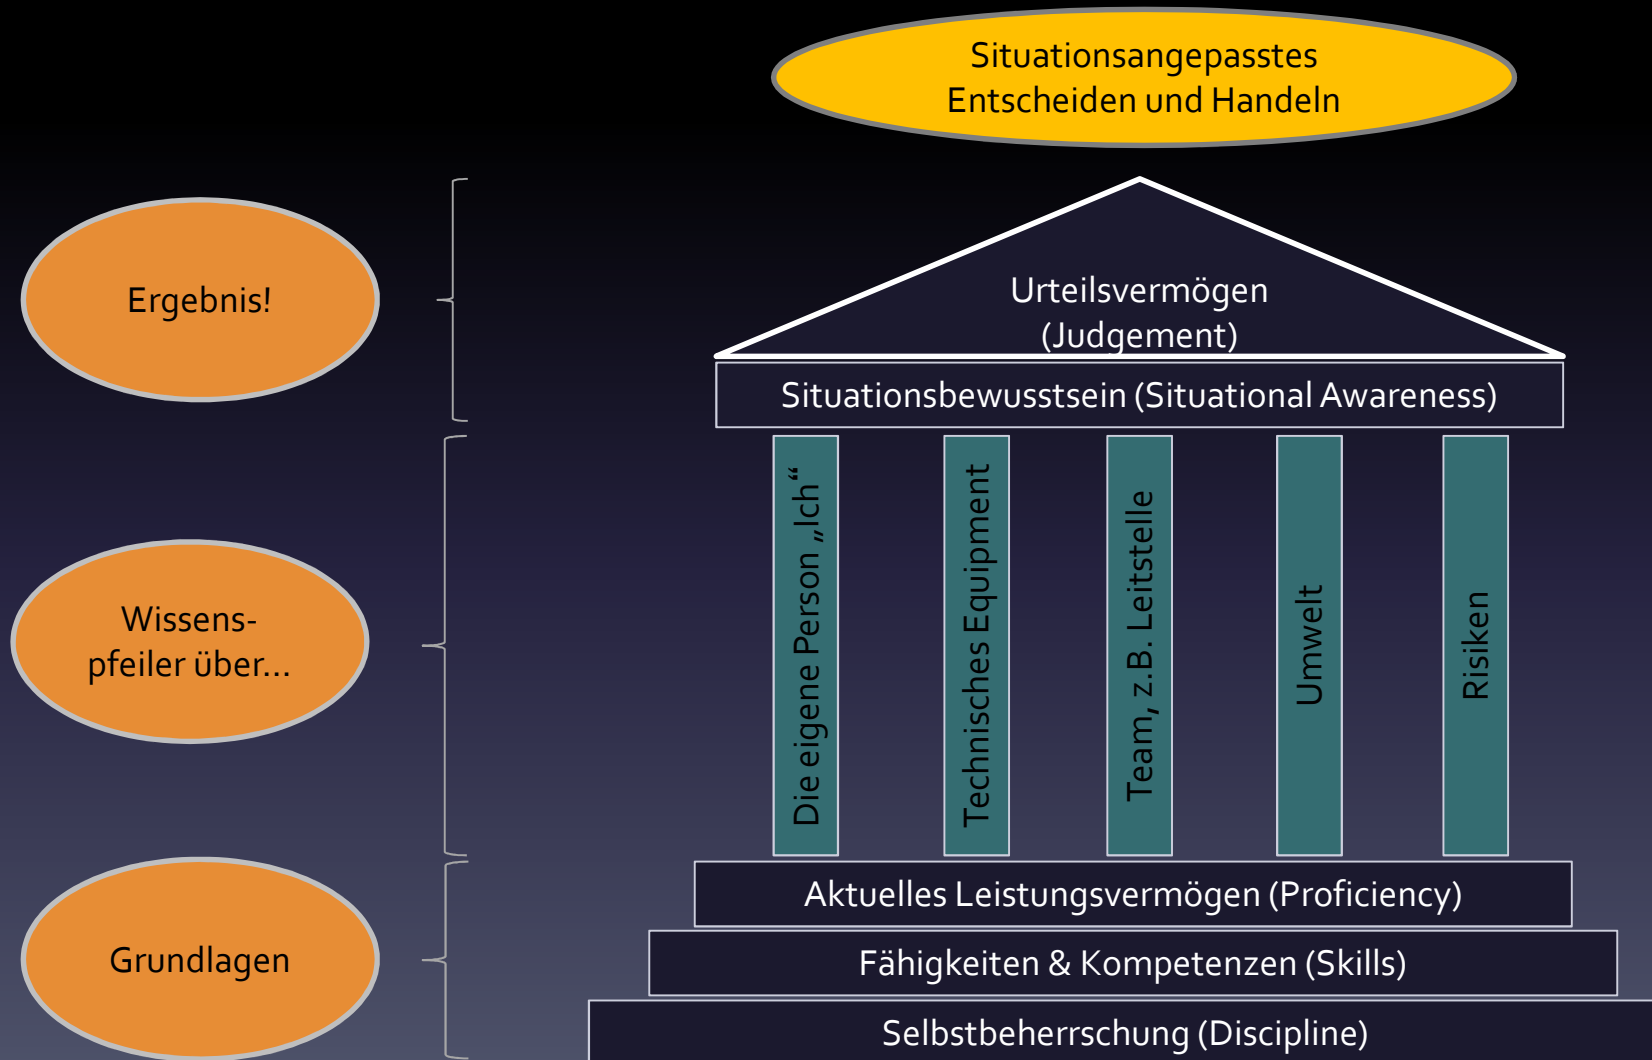 Situationsangepasstes
Entscheiden und Handeln
Ergebnis!
Urteilsvermögen
(Judgement)
Situationsbewusstsein (Situational Awareness)
Wissens-
pfeiler über...
Die eigene Person „Ich“
Technisches Equipment
Team, z.B. Leitstelle
Umwelt
Risiken
Grundlagen
Aktuelles Leistungsvermögen (Proficiency)
Fähigkeiten & Kompetenzen (Skills)
Selbstbeherrschung (Discipline)